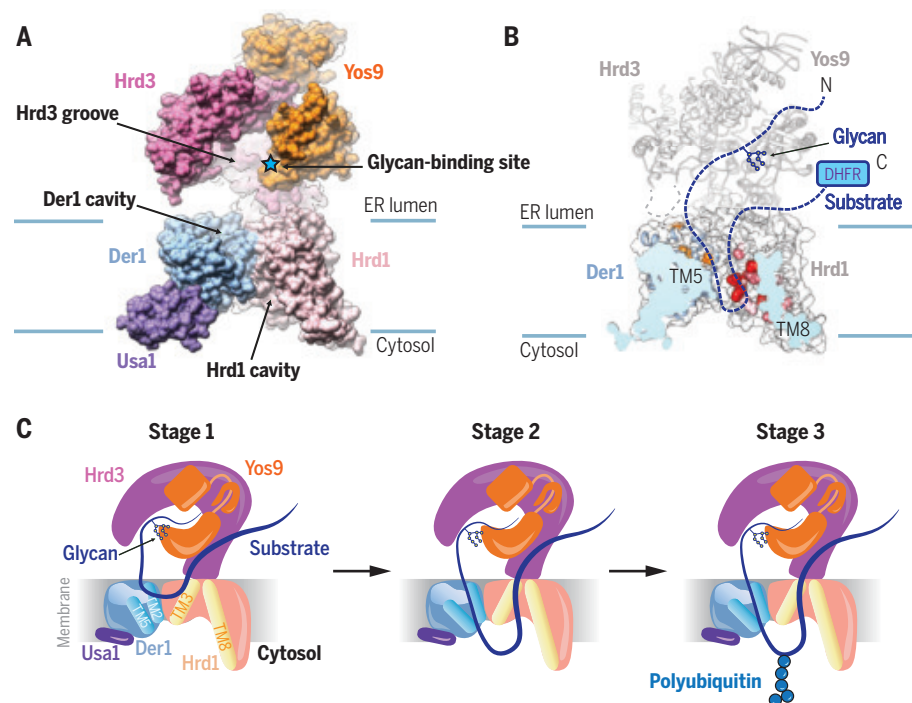 A
Hrd3
Yos9
Hrd3 groove
Glycan-binding site
Der1 cavity
ER lumen
Der1
Hrd1
Usa1
Cytosol
Hrd1 cavity
B
Hrd3
Yos9
N
Glycan
DHFR
C
Substrate
ER lumen
Der1
TM5
Hrd1
TM8
Cytosol
C
Stage 1
Stage 2
Stage 3
Hrd3
Yos9
Glycan
Substrate
Membrane
TM5
TM2
TM3
TM8
Usa1
Der1
Hrd1
Cytosol
Polyubiquitin